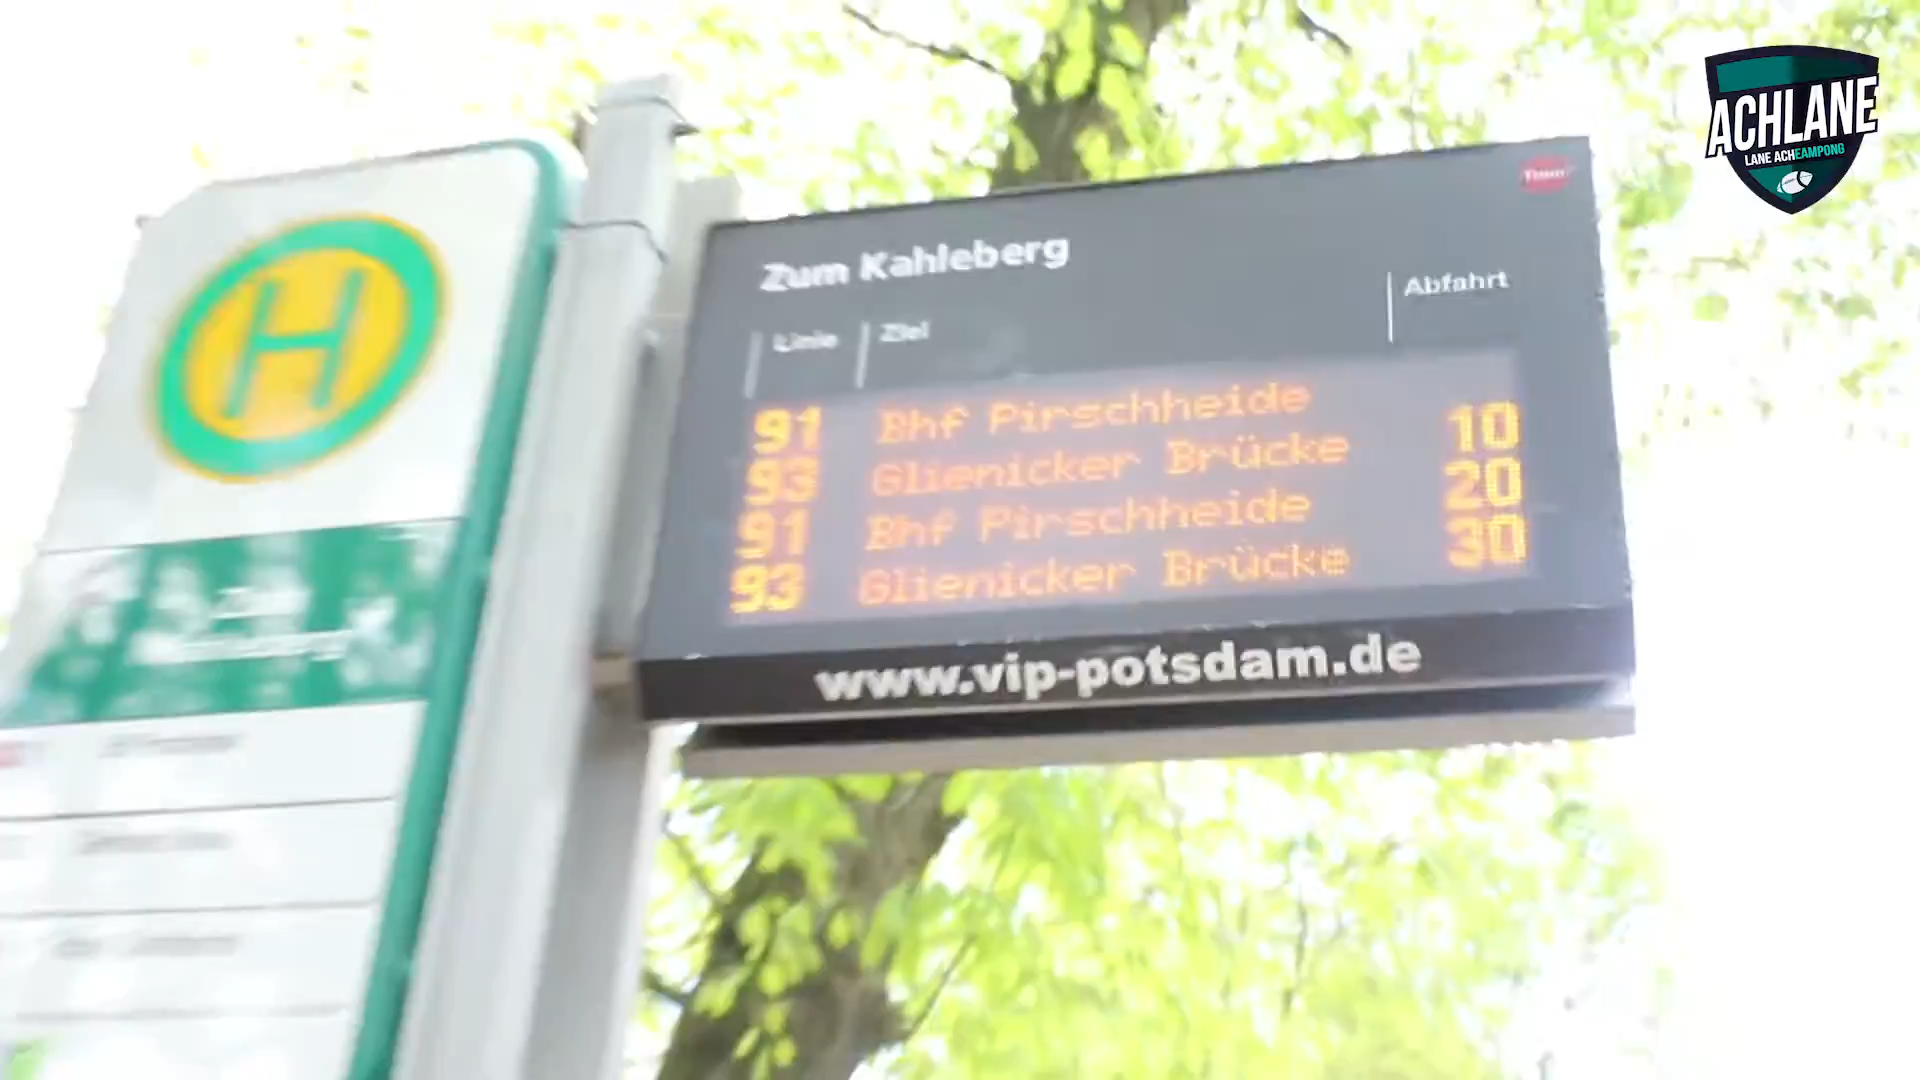 H
Zum Kahleberg
Linie Ziel Abfahrt
91 Bhf Pirschheide
93 Glienicker Brücke 10
91 Bhf Pirschheide 20
93 Glienicker Brücke 30
www.vip-potsdam.de
ACHLANE
LANE ACHEAMPONG